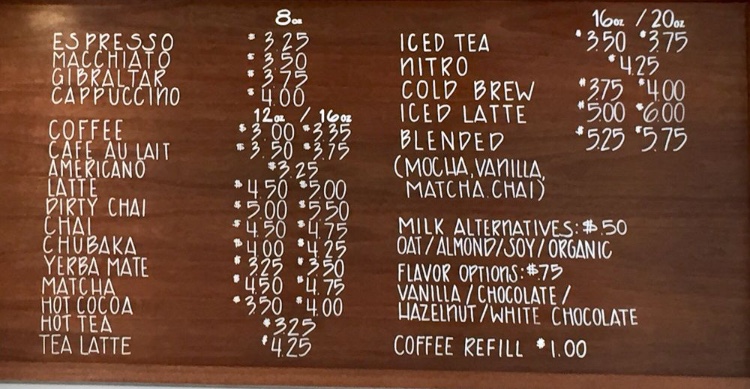 8oz
ESPRESSO $3.25
MACCHIATO $3.50
GIBRALTAR $3.75
CAPPUCCINO $4.00
12oz / 16oz
COFFEE $3.00 $3.35
CAFE AU LAIT $3.50 $3.75
AMERICANO $3.25
LATTE $4.50 $5.00
DIRTY CHAI $5.00 $5.50
CHAI $4.50 $4.75
CHUBAKA $4.00 $4.25
YERBA MATE $3.25 $3.50
MATCHA $4.50 $4.75
HOT COCOA $3.50 $4.00
HOT TEA $3.25
TEA LATTE $4.25
16oz / 20oz
ICED TEA $3.50 $3.75
NITRO $4.25
COLD BREW $3.75 $4.00
ICED LATTE $5.00 $6.00
BLENDED $5.25 $5.75
(MOCHA, VANILLA,
MATCHA. CHAI)
MILK ALTERNATIVES: $.50
OAT/ALMOND/SOY/ORGANIC
FLAVOR OPTIONS: $.75
VANILLA/CHOCOLATE/
HAZELNUT/WHITE CHOCOLATE
COFFEE REFILL $1.00